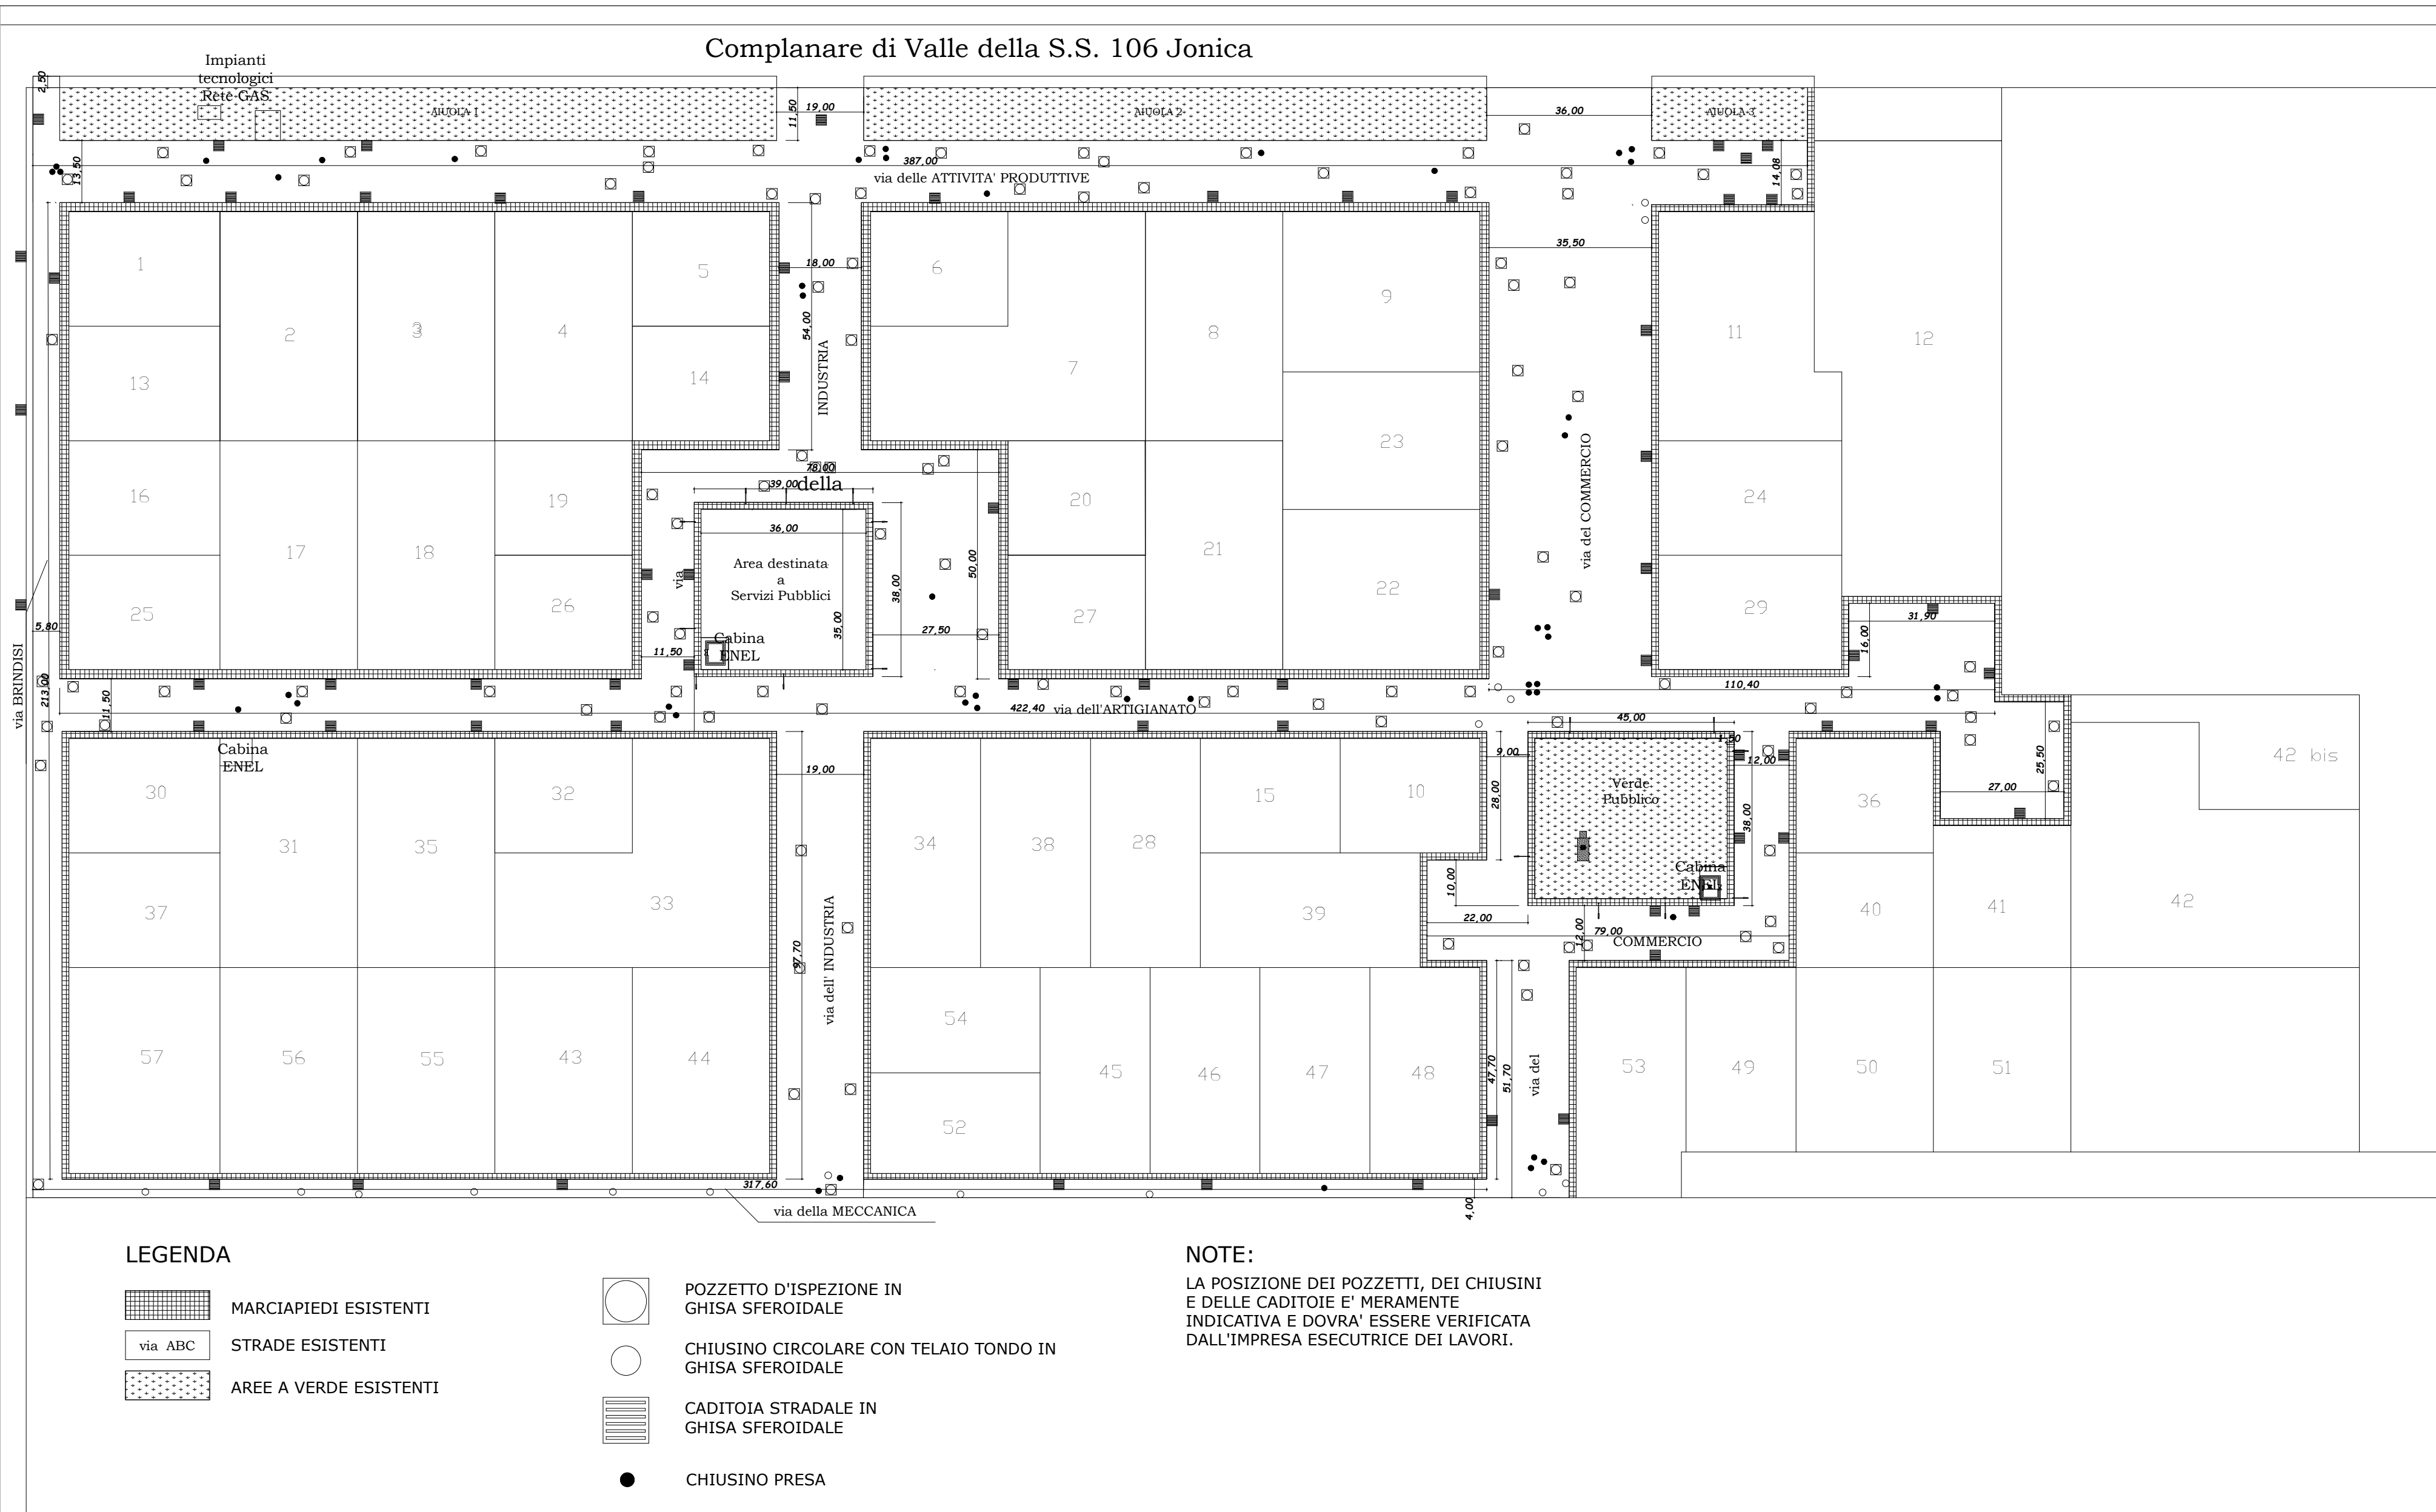 Complanare di Valle della S.S. 106 Jonica
Impianti
tecnologici
Rete GAS
2,50
AIUOLA 1
11,50
19,00
AIUOLA 2
36,00
AIUOLA 3
13,50
387,00
via delle ATTIVITA' PRODUTTIVE
14,08
1
2
3
4
5
13
14
16
17
18
19
25
26
18,00
54,00
INDUSTRIA
6
7
8
9
20
21
22
23
27
35,50
via del COMMERCIO
11
12
24
29
78,00
39,00
della
36,00
Area destinata
a
Servizi Pubblici
via
35,00
38,00
50,00
27,50
Cabina
ENEL
11,50
5,80
via BRINDISI
213,00
11,50
31,90
16,00
110,40
422,40
via dell'ARTIGIANATO
Cabina
ENEL
30
31
35
32
33
37
57
56
55
43
44
19,00
97,70
via dell' INDUSTRIA
34
38
28
15
10
39
54
52
45
46
47
48
9,00
28,00
10,00
22,00
45,00
1,50
12,00
Verde
Pubblico
38,00
Cabina
ENEL
12,00
79,00
COMMERCIO
47,70
51,70
via del
36
40
41
42
42 bis
27,00
25,50
53
49
50
51
317,60
4,00
via della MECCANICA
LEGENDA
MARCIAPIEDI ESISTENTI
via ABC
STRADE ESISTENTI
AREE A VERDE ESISTENTI
POZZETTO D'ISPEZIONE IN
GHISA SFEROIDALE
CHIUSINO CIRCOLARE CON TELAIO TONDO IN
GHISA SFEROIDALE
CADITOIA STRADALE IN
GHISA SFEROIDALE
CHIUSINO PRESA
NOTE:
LA POSIZIONE DEI POZZETTI, DEI CHIUSINI
E DELLE CADITOIE E' MERAMENTE
INDICATIVA E DOVRA' ESSERE VERIFICATA
DALL'IMPRESA ESECUTRICE DEI LAVORI.